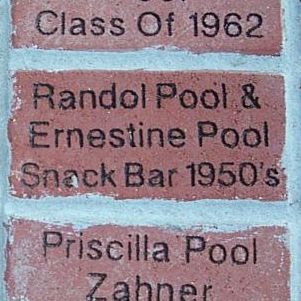 Class Of 1962
Randol Pool &
Ernestine Pool
Snack Bar 1950's
Priscilla Pool
Zahner